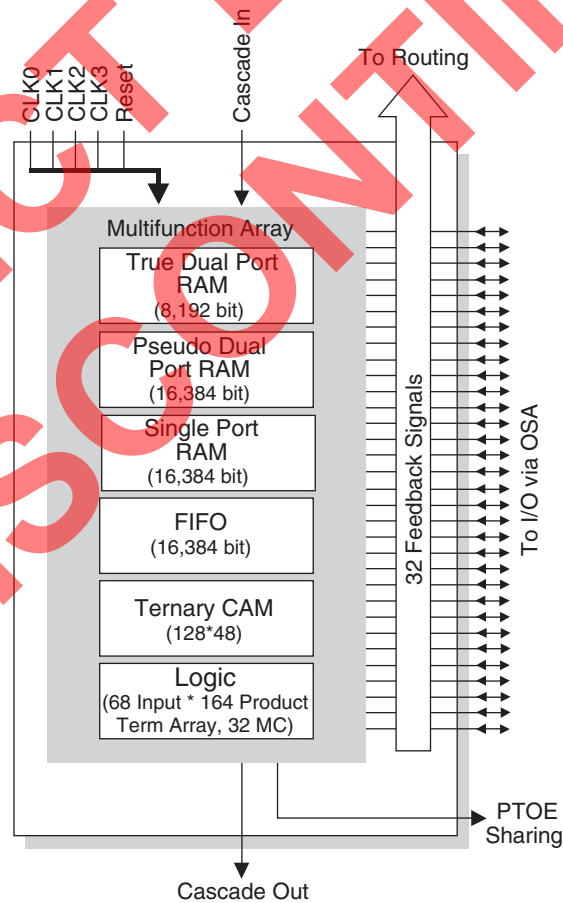 CLK0
CLK1
CLK2
CLK3
Reset
Cascade In
To Routing
Multifunction Array
True Dual Port
RAM
(8,192 bit)
Pseudo Dual
Port RAM
(16,384 bit)
Single Port
RAM
(16,384 bit)
FIFO
(16,384 bit)
Ternary CAM
(128*48)
Logic
(68 Input * 164 Product
Term Array, 32 MC)
32 Feedback Signals
To I/O via OSA
PTOE
Sharing
Cascade Out